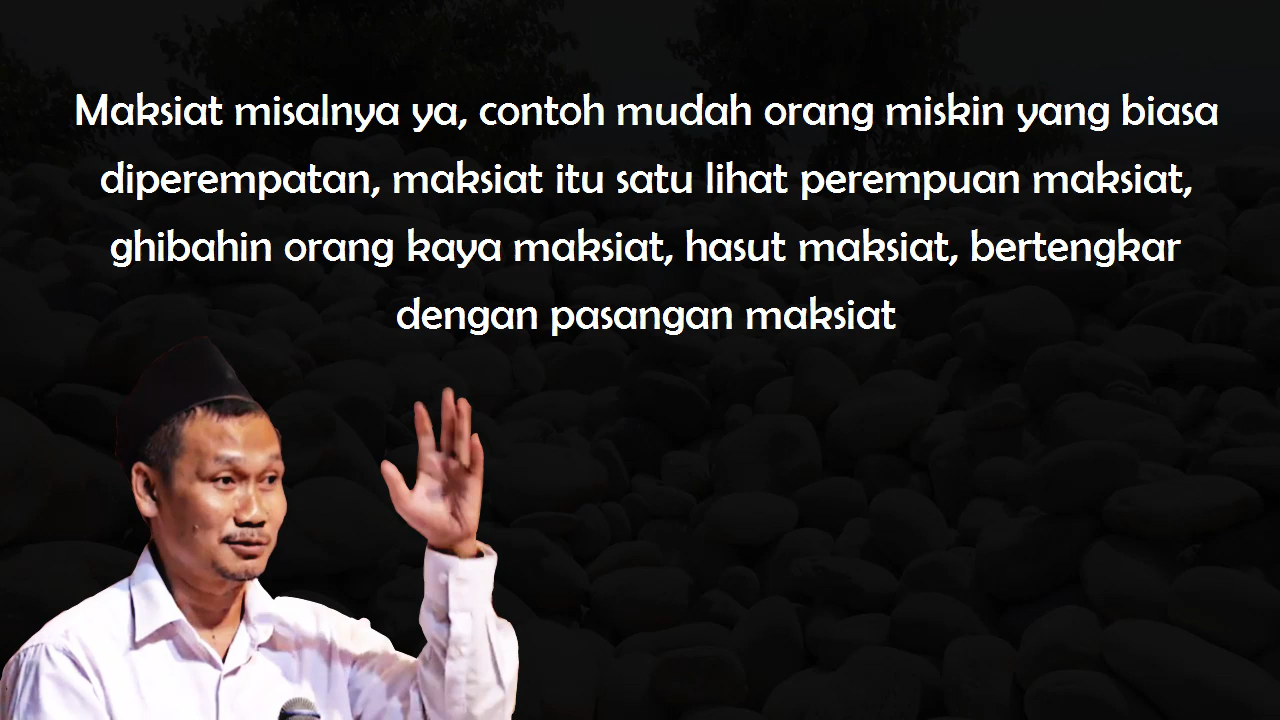 Maksiat misalnya ya, contoh mudah orang miskin yang biasa
diperempatan, maksiat itu satu lihat perempuan maksiat,
ghibahin orang kaya maksiat, hasut maksiat, bertengkar
dengan pasangan maksiat